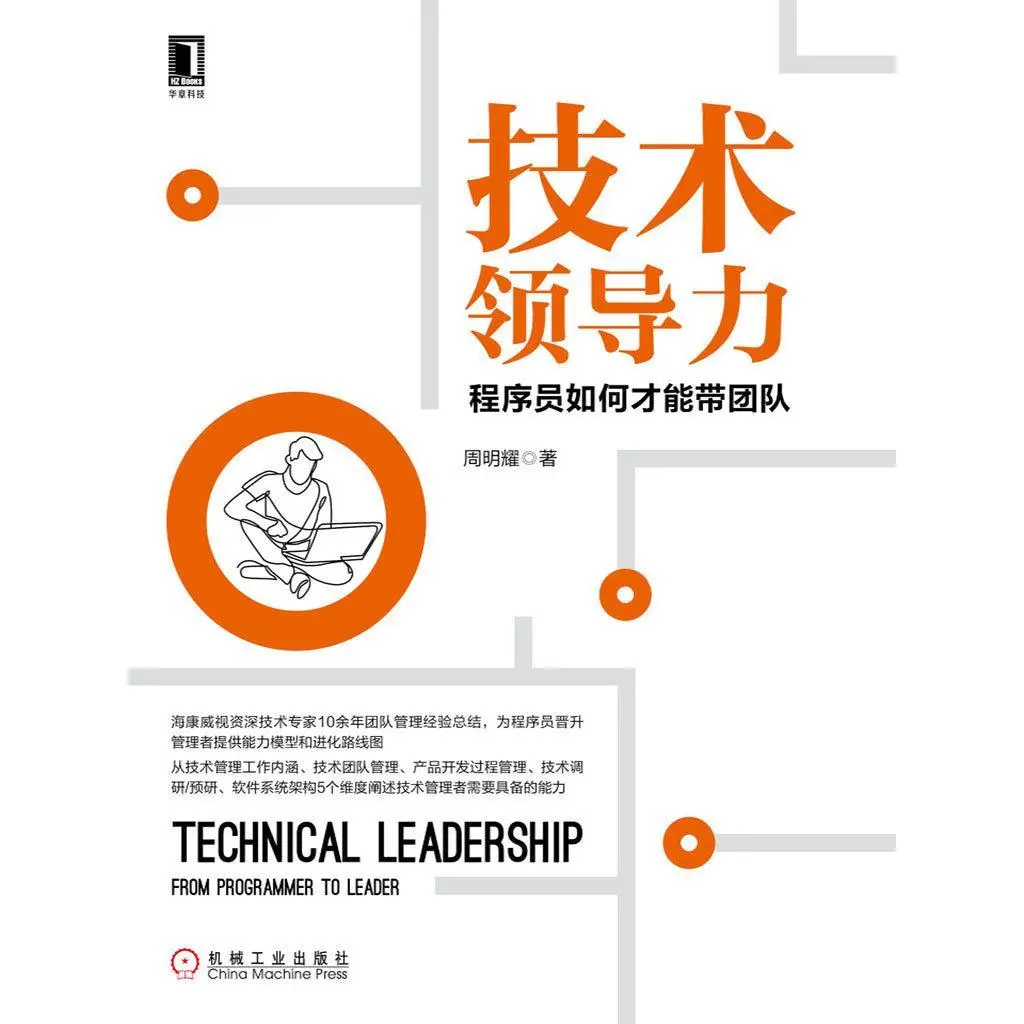 HZ BOOKS
华章科技
技术
领导力
程序员如何才能带团队
周明耀◎著
海康威视资深技术专家10余年团队管理经验总结，为程序员晋升
管理者提供能力模型和进化路线图
从技术管理工作内涵、技术团队管理、产品开发过程管理、技术调
研/预研、软件系统架构5个维度阐述技术管理者需要具备的能力
TECHNICAL LEADERSHIP
FROM PROGRAMMER TO LEADER
机械工业出版社
China Machine Press